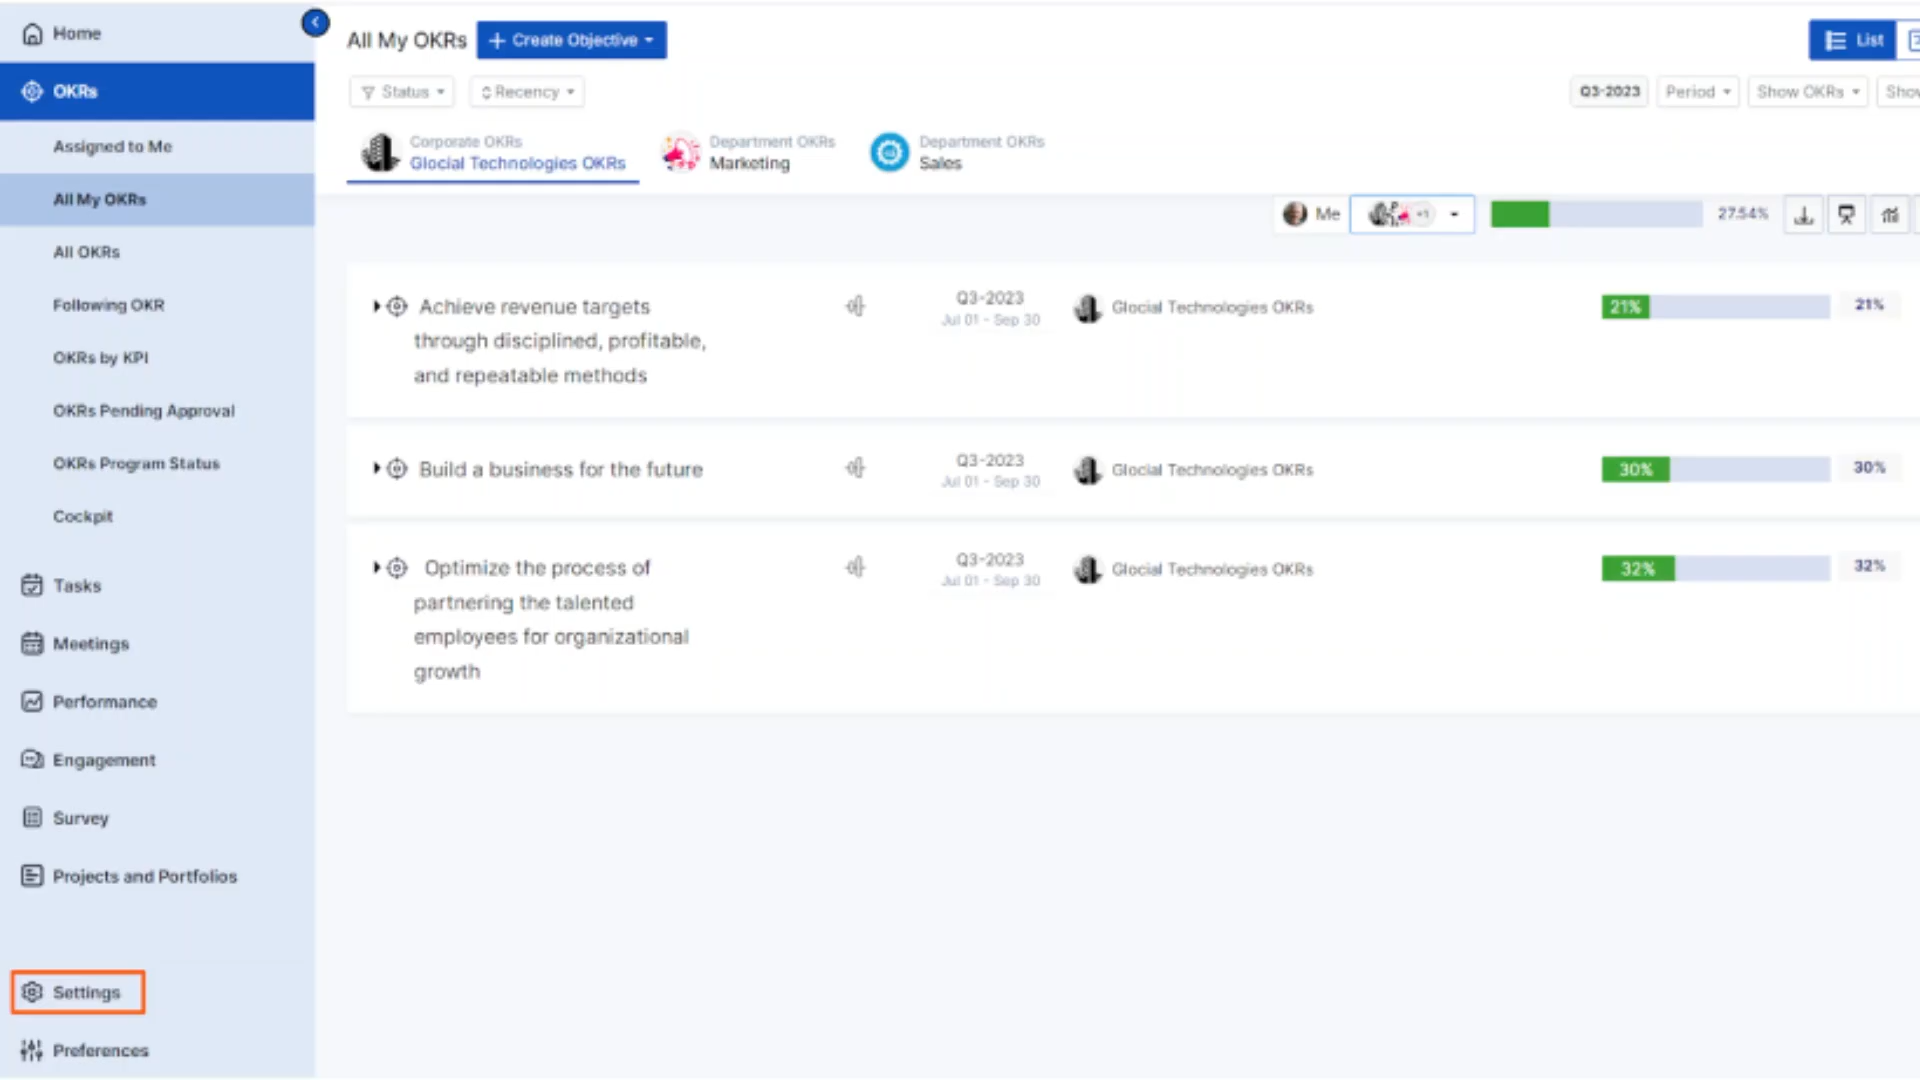 Home
OKRs
Assigned to Me
All My OKRs
All OKRs
Following OKR
OKRs by KPI
OKRs Pending Approval
OKRs Program Status
Cockpit
Tasks
Meetings
Performance
Engagement
Survey
Projects and Portfolios
Settings
Preferences
All My OKRs
+ Create Objective
List
Status
Recency
Q3-2023
Period
Show OKRs
Corporate OKRs
Glocial Technologies OKRs
Department OKRs
Marketing
Department OKRs
Sales
Me
+1
27.54%
Achieve revenue targets
through disciplined, profitable,
and repeatable methods
Q3-2023
Jul 01 - Sep 30
Glocial Technologies OKRs
21%
21%
Build a business for the future
Q3-2023
Jul 01 - Sep 30
Glocial Technologies OKRs
30%
30%
Optimize the process of
partnering the talented
employees for organizational
growth
Q3-2023
Jul 01 - Sep 30
Glocial Technologies OKRs
32%
32%